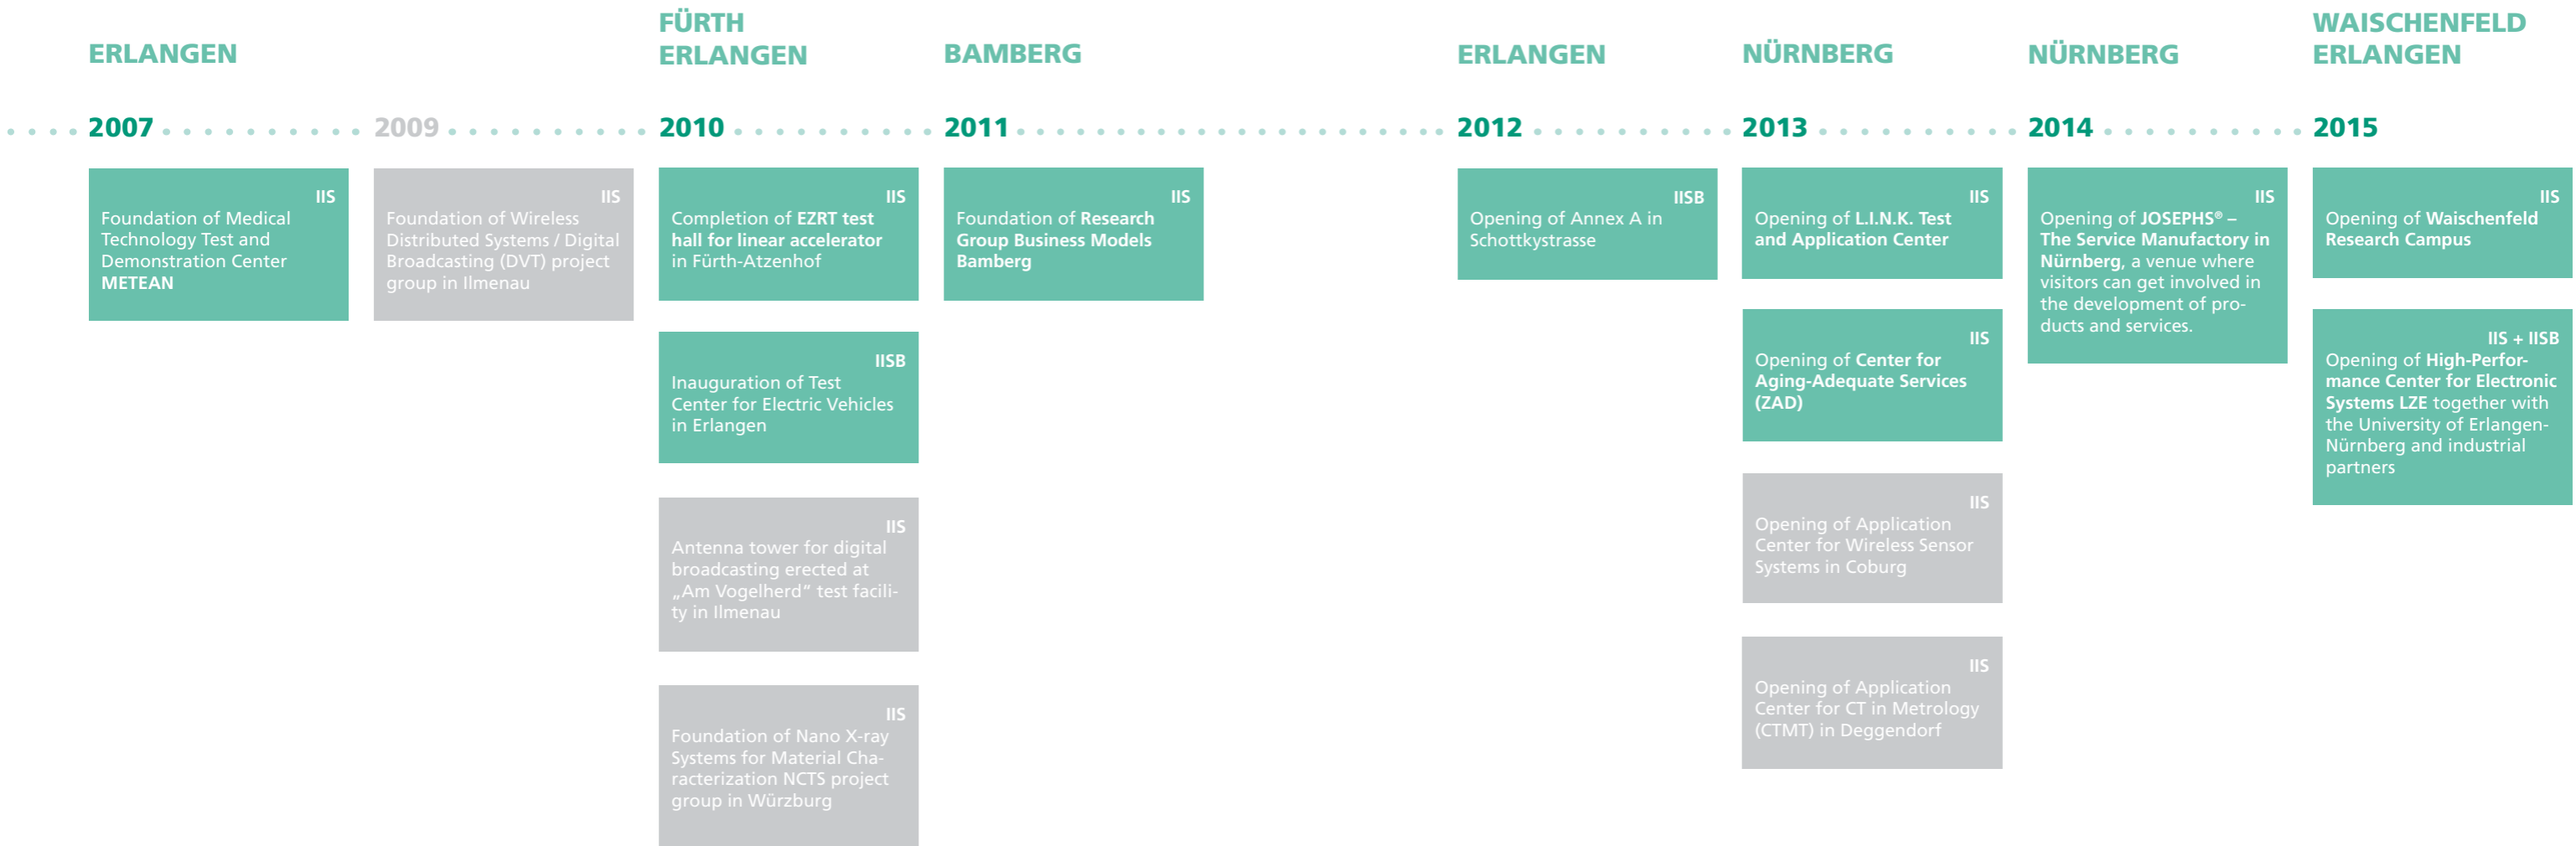 ERLANGEN
2007
IIS
Foundation of Medical
Technology Test and
Demonstration Center
METEAN
2009
IIS
Foundation of Wireless
Distributed Systems / Digital
Broadcasting (DVT) project
group in Ilmenau
FÜRTH
ERLANGEN
2010
IIS
Completion of EZRT test
hall for linear accelerator
in Fürth-Atzenhof
IISB
Inauguration of Test
Center for Electric Vehicles
in Erlangen
IIS
Antenna tower for digital
broadcasting erected at
„Am Vogelherd“ test facili-
ty in Ilmenau
IIS
Foundation of Nano X-ray
Systems for Material Cha-
racterization NCTS project
group in Würzburg
BAMBERG
2011
IIS
Foundation of Research
Group Business Models
Bamberg
ERLANGEN
2012
IISB
Opening of Annex A in
Schottkystrasse
NÜRNBERG
2013
IIS
Opening of L.I.N.K. Test
and Application Center
IIS
Opening of Center for
Aging-Adequate Services
(ZAD)
IIS
Opening of Application
Center for Wireless Sensor
Systems in Coburg
IIS
Opening of Application
Center for CT in Metrology
(CTMT) in Deggendorf
NÜRNBERG
2014
IIS
Opening of JOSEPHS® –
The Service Manufactory in
Nürnberg, a venue where
visitors can get involved in
the development of pro-
ducts and services.
WAISCHENFELD
ERLANGEN
2015
IIS
Opening of Waischenfeld
Research Campus
IIS + IISB
Opening of High-Perfor-
mance Center for Electronic
Systems LZE together with
the University of Erlangen-
Nürnberg and industrial
partners